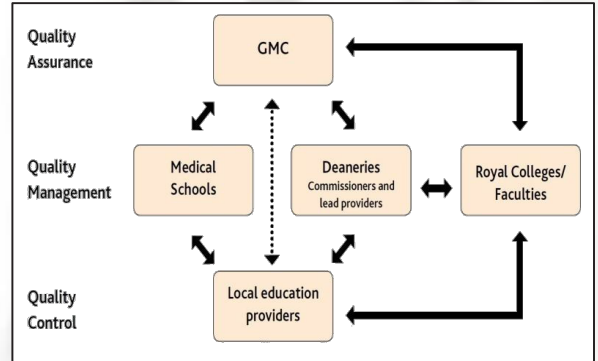 Quality
Assurance
GMC
Quality
Management
Medical
Schools
Deaneries
Commissioners and
lead providers
Royal Colleges/
Faculties
Quality
Control
Local education
providers